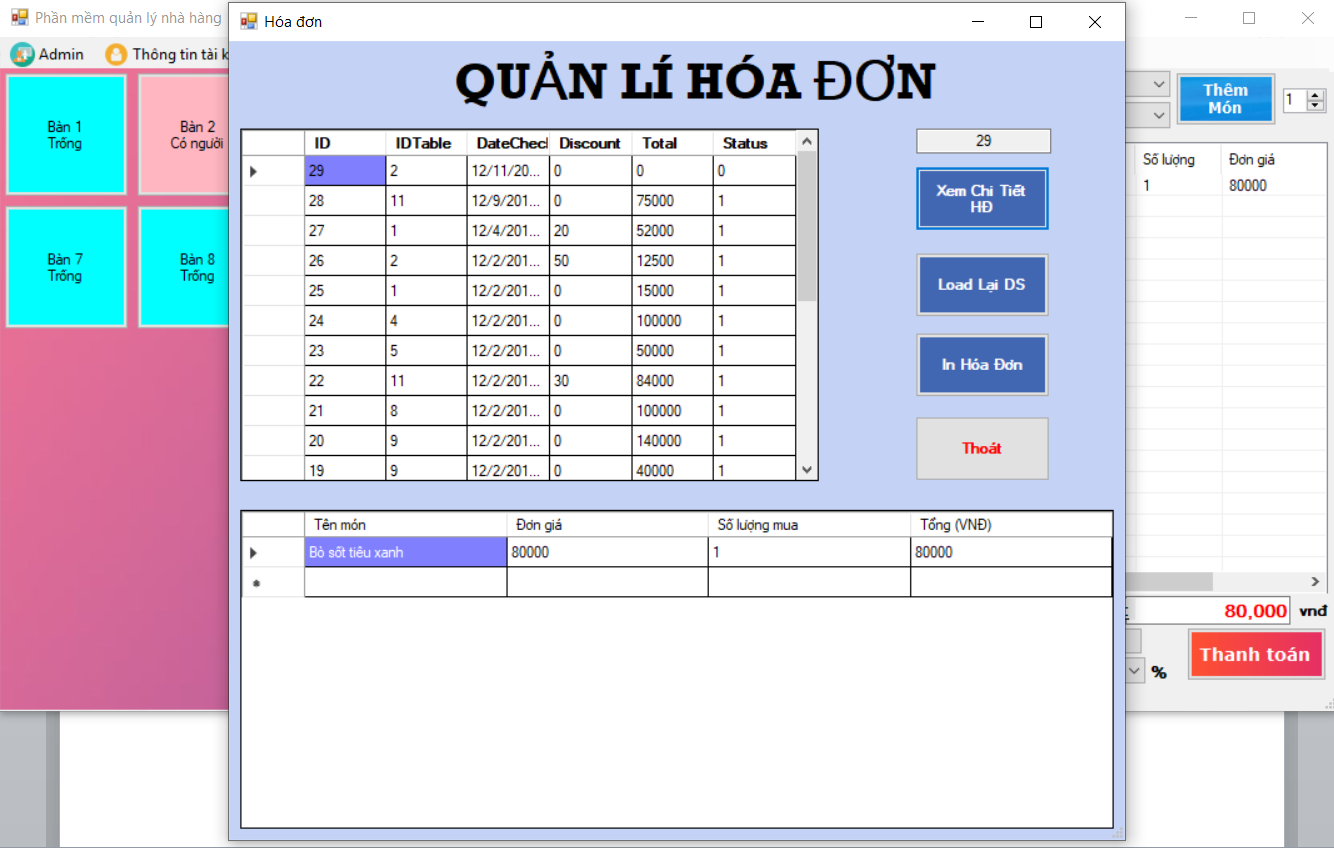 Phần mềm quản lý nhà hàng
Hóa đơn
Admin
Thông tin tài k
Bàn 1
Trống
Bàn 2
Có người
Bàn 7
Trống
Bàn 8
Trống
QUẢN LÍ HÓA ĐƠN
ID IDTable DateChecl Discount Total Status
29 2 12/11/20... 0 0 0
28 11 12/9/201... 0 75000 1
27 1 12/4/201... 20 52000 1
26 2 12/2/201... 50 12500 1
25 1 12/2/201... 0 15000 1
24 4 12/2/201... 0 100000 1
23 5 12/2/201... 0 50000 1
22 11 12/2/201... 30 84000 1
21 8 12/2/201... 0 100000 1
20 9 12/2/201... 0 140000 1
19 9 12/2/201... 0 40000 1
29
Xem Chi Tiết
HĐ
Load Lại DS
In Hóa Đơn
Thoát
Tên món Đơn giá Số lượng mua Tổng (VNĐ)
Bò sốt tiêu xanh 80000 1 80000
Thêm
Món
1
Số lượng Đơn giá
1 80000
80,000 vnđ
%
Thanh toán